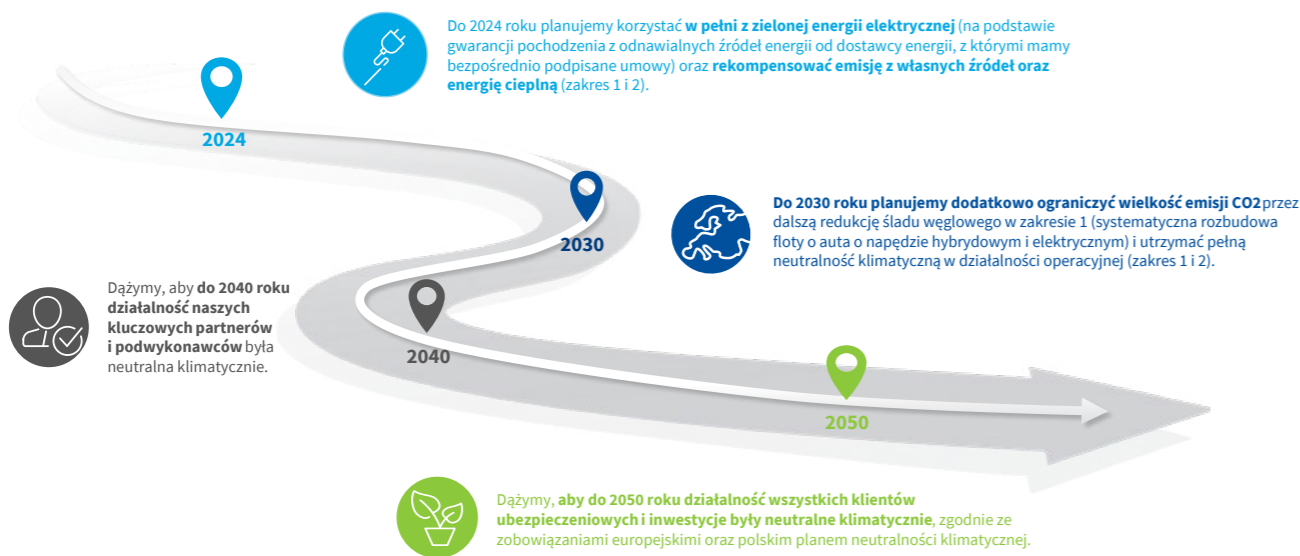 Do 2024 roku planujemy korzystać w pełni z zielonej energii elektrycznej (na podstawie
gwarancji pochodzenia z odnawialnych źródeł energii od dostawcy energii, z którymi mamy
bezpośrednio podpisane umowy) oraz rekompensować emisję z własnych źródeł oraz
energię cieplną (zakres 1 i 2).
2024
Do 2030 roku planujemy dodatkowo ograniczyć wielkość emisji CO2 przez
dalszą redukcję śladu węglowego w zakresie 1 (systematyczna rozbudowa
floty o auta o napędzie hybrydowym i elektrycznym) i utrzymać pełną
neutralność klimatyczną w działalności operacyjnej (zakres 1 i 2).
2030
Dążymy, aby do 2040 roku
działalność naszych
kluczowych partnerów
i podwykonawców była
neutralna klimatycznie.
2040
2050
Dążymy, aby do 2050 roku działalność wszystkich klientów
ubezpieczeniowych i inwestycje były neutralne klimatycznie, zgodnie ze
zobowiązaniami europejskimi oraz polskim planem neutralności klimatycznej.